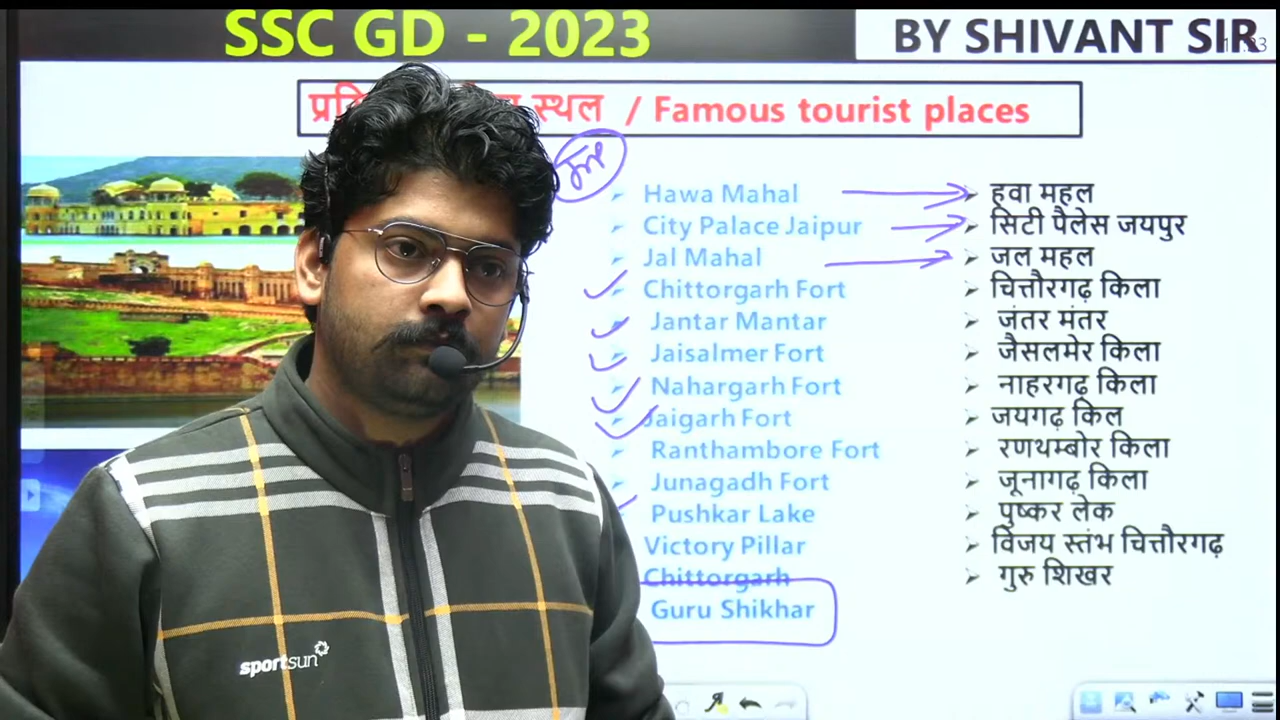 SSC GD - 2023
BY SHIVANT SIR
स्थल / Famous tourist places
Hawa Mahal
City Palace Jaipur
Jal Mahal
Chittorgarh Fort
Jantar Mantar
Jaisalmer Fort
Nahargarh Fort
Jaigarh Fort
Ranthambore Fort
Junagadh Fort
Pushkar Lake
Victory Pillar
Chittorgarh
Guru Shikhar
हवा महल
सिटी पैलेस जयपुर
जल महल
चित्तौरगढ़ किला
जंतर मंतर
जैसलमेर किला
नाहरगढ़ किला
जयगढ़ किल
रणथम्बोर किला
जूनागढ़ किला
पुष्कर लेक
विजय स्तंभ चित्तौरगढ़
गुरु शिखर
sportsun